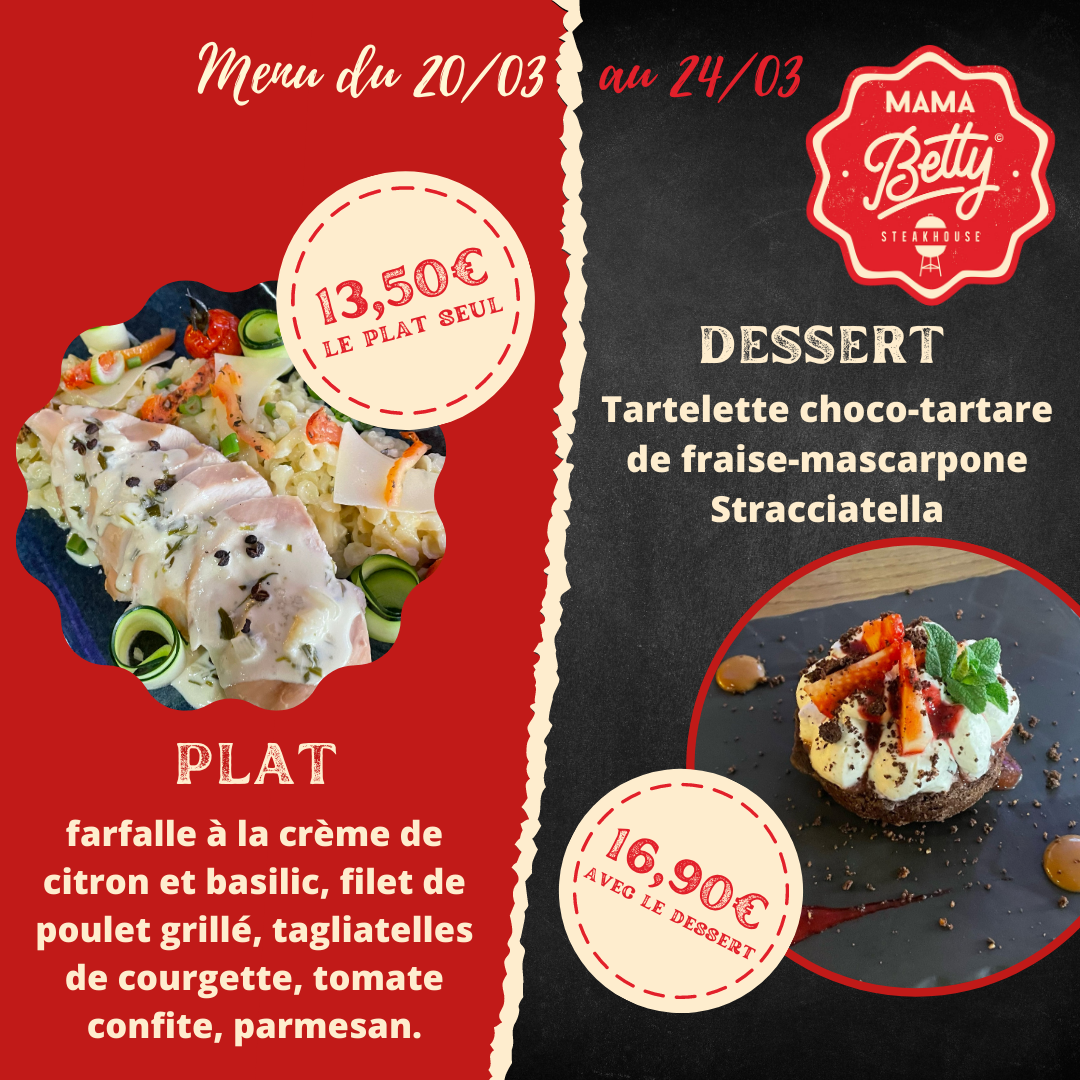 Menu du 20/03 au 24/03
MAMA
Betty
©
STEAKHOUSE
13,50€
LE PLAT SEUL
DESSERT
Tartelette choco-tartare
de fraise-mascarpone
Stracciatella
PLAT
farfalle à la crème de
citron et basilic, filet de
poulet grillé, tagliatelles
de courgette, tomate
confite, parmesan.
16,90€
AVEC LE DESSERT